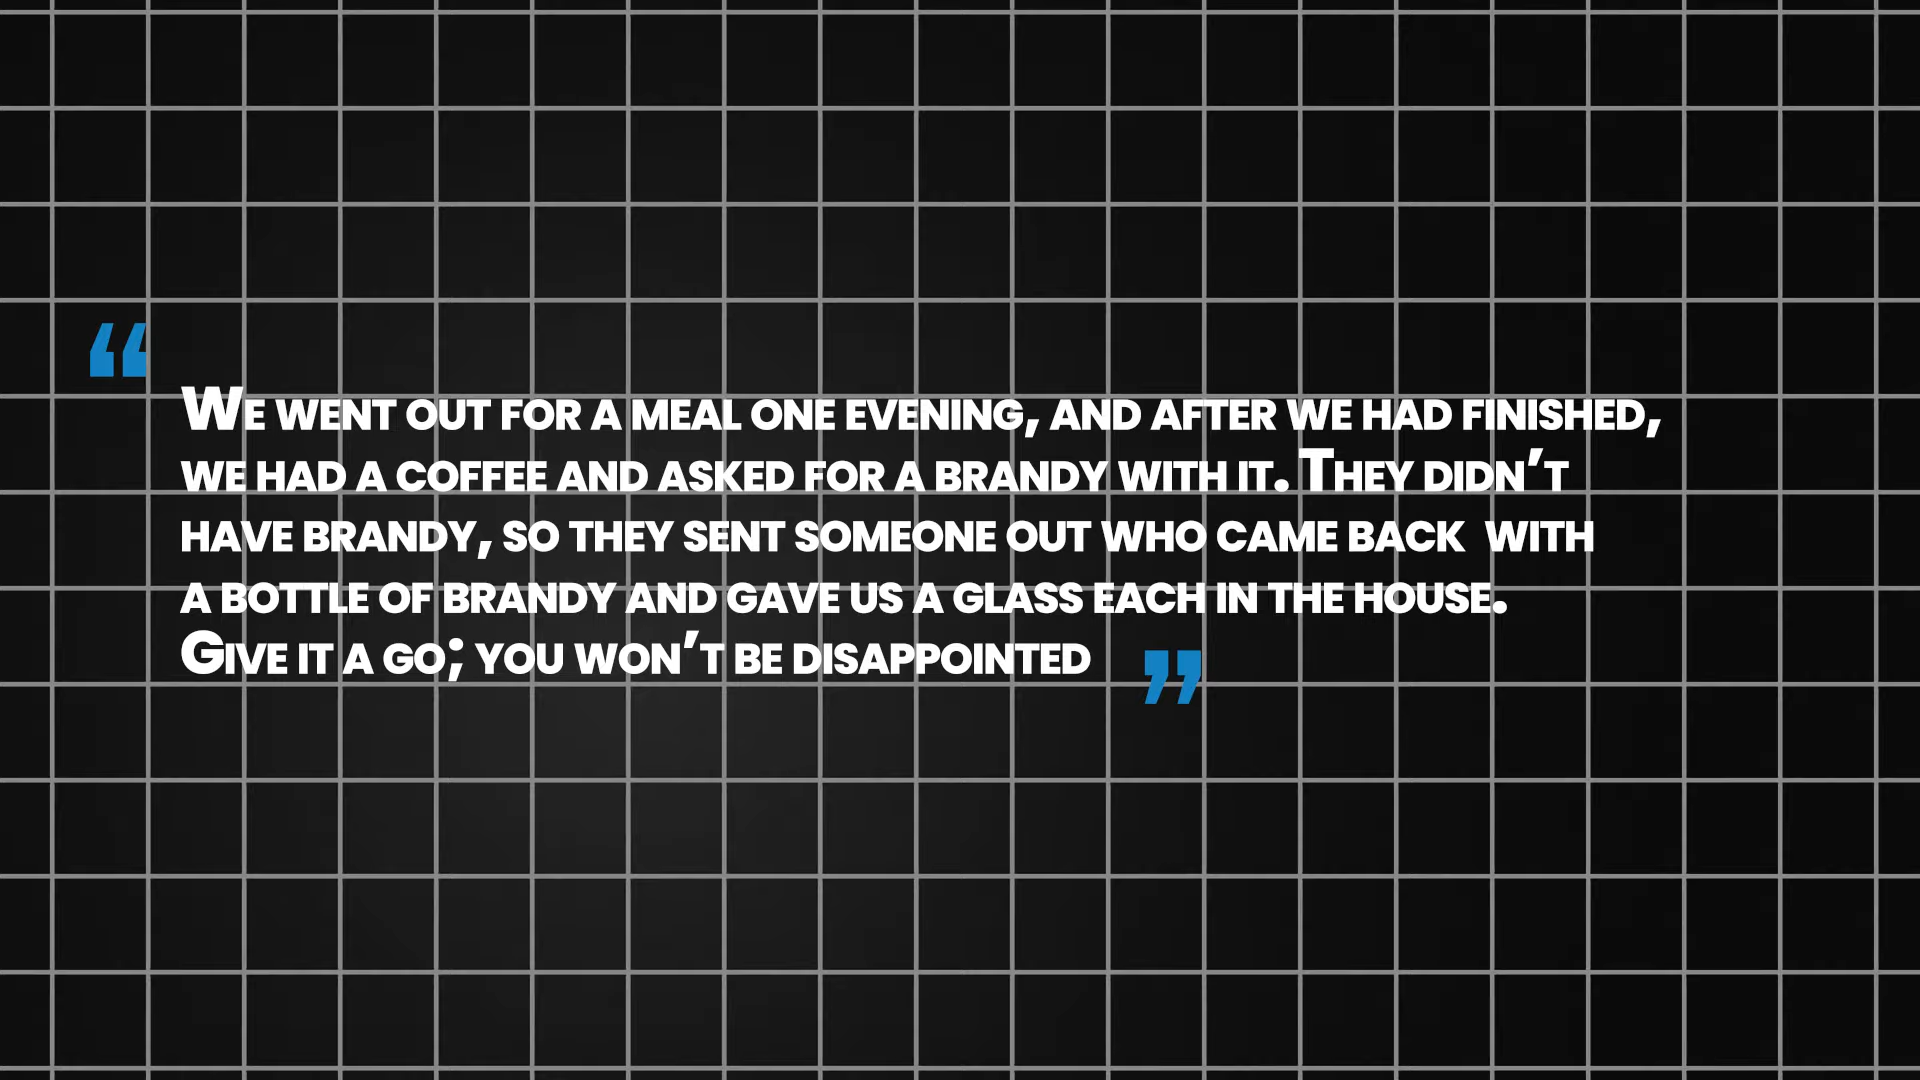 “We went out for a meal one evening, and after we had finished,
we had a coffee and asked for a brandy with it. They didn’t
have brandy, so they sent someone out who came back  with
a bottle of brandy and gave us a glass each in the house.
Give it a go; you won’t be disappointed”